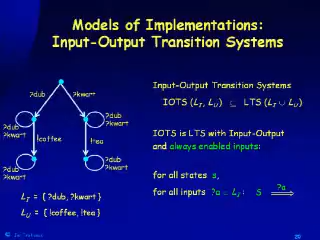 Models of Implementations:
Input-Output Transition Systems
?dub ?kwart
?dub
?kwart
?dub
?kwart
!coffee
!tea
?dub
?kwart
?dub
?kwart
L_I = { ?dub, ?kwart }
L_U = { !coffee, !tea }
Input-Output Transition Systems
IOTS (L_I, L_U) ⊆ LTS (L_I ∪ L_U)
IOTS is LTS with Input-Output
and always enabled inputs:
for all states s,
for all inputs ?a ∈ L_I : S ?a ⟹
©